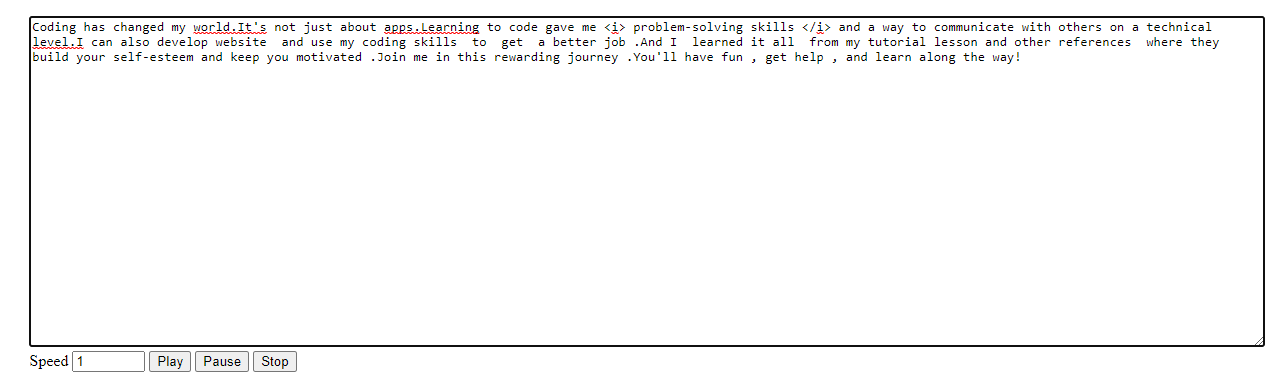 Coding has changed my world.It's not just about apps.Learning to code gave me <i> problem-solving skills </i> and a way to communicate with others on a technical
level.I can also develop website  and use my coding skills  to  get  a better job .And I  learned it all  from my tutorial lesson and other references  where they
build your self-esteem and keep you motivated .Join me in this rewarding journey .You'll have fun , get help , and learn along the way!
Speed 1 Play Pause Stop